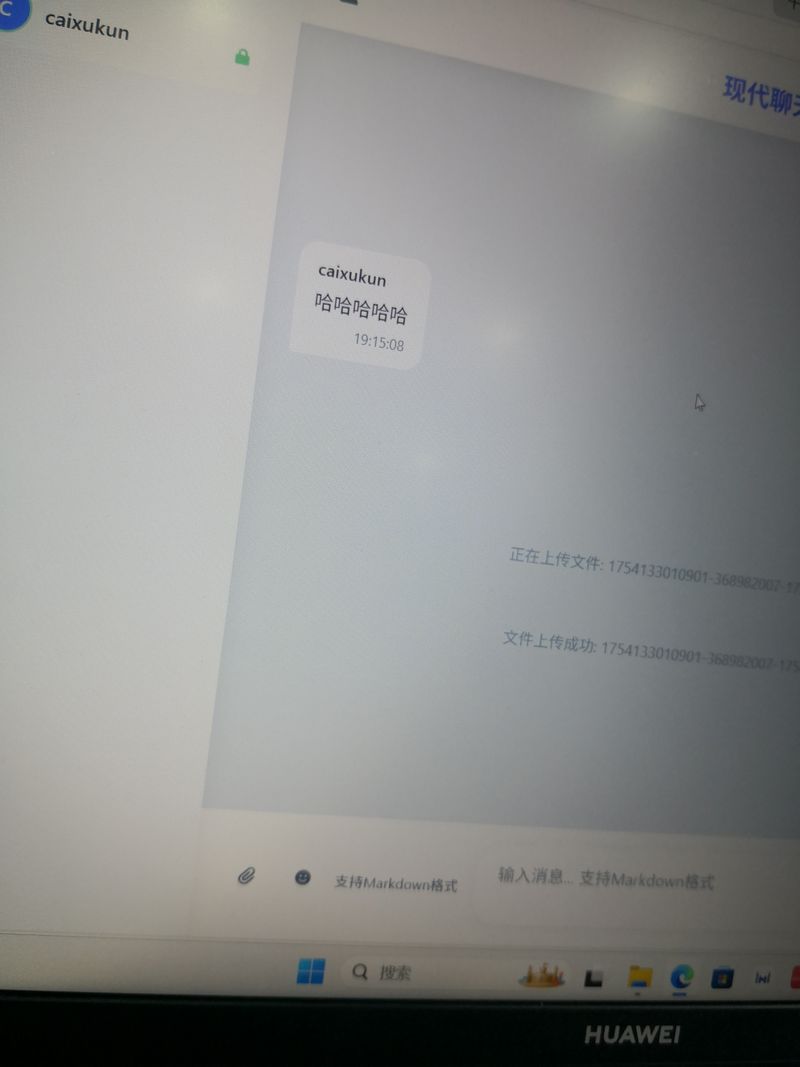 C
caixukun
现代聊
caixukun
哈哈哈哈哈
19:15:08
正在上传文件: 1754133010901-368982007-17
文件上传成功: 1754133010901-368982007-175
支持Markdown格式
输入消息... 支持Markdown格式
搜索
HUAWEI